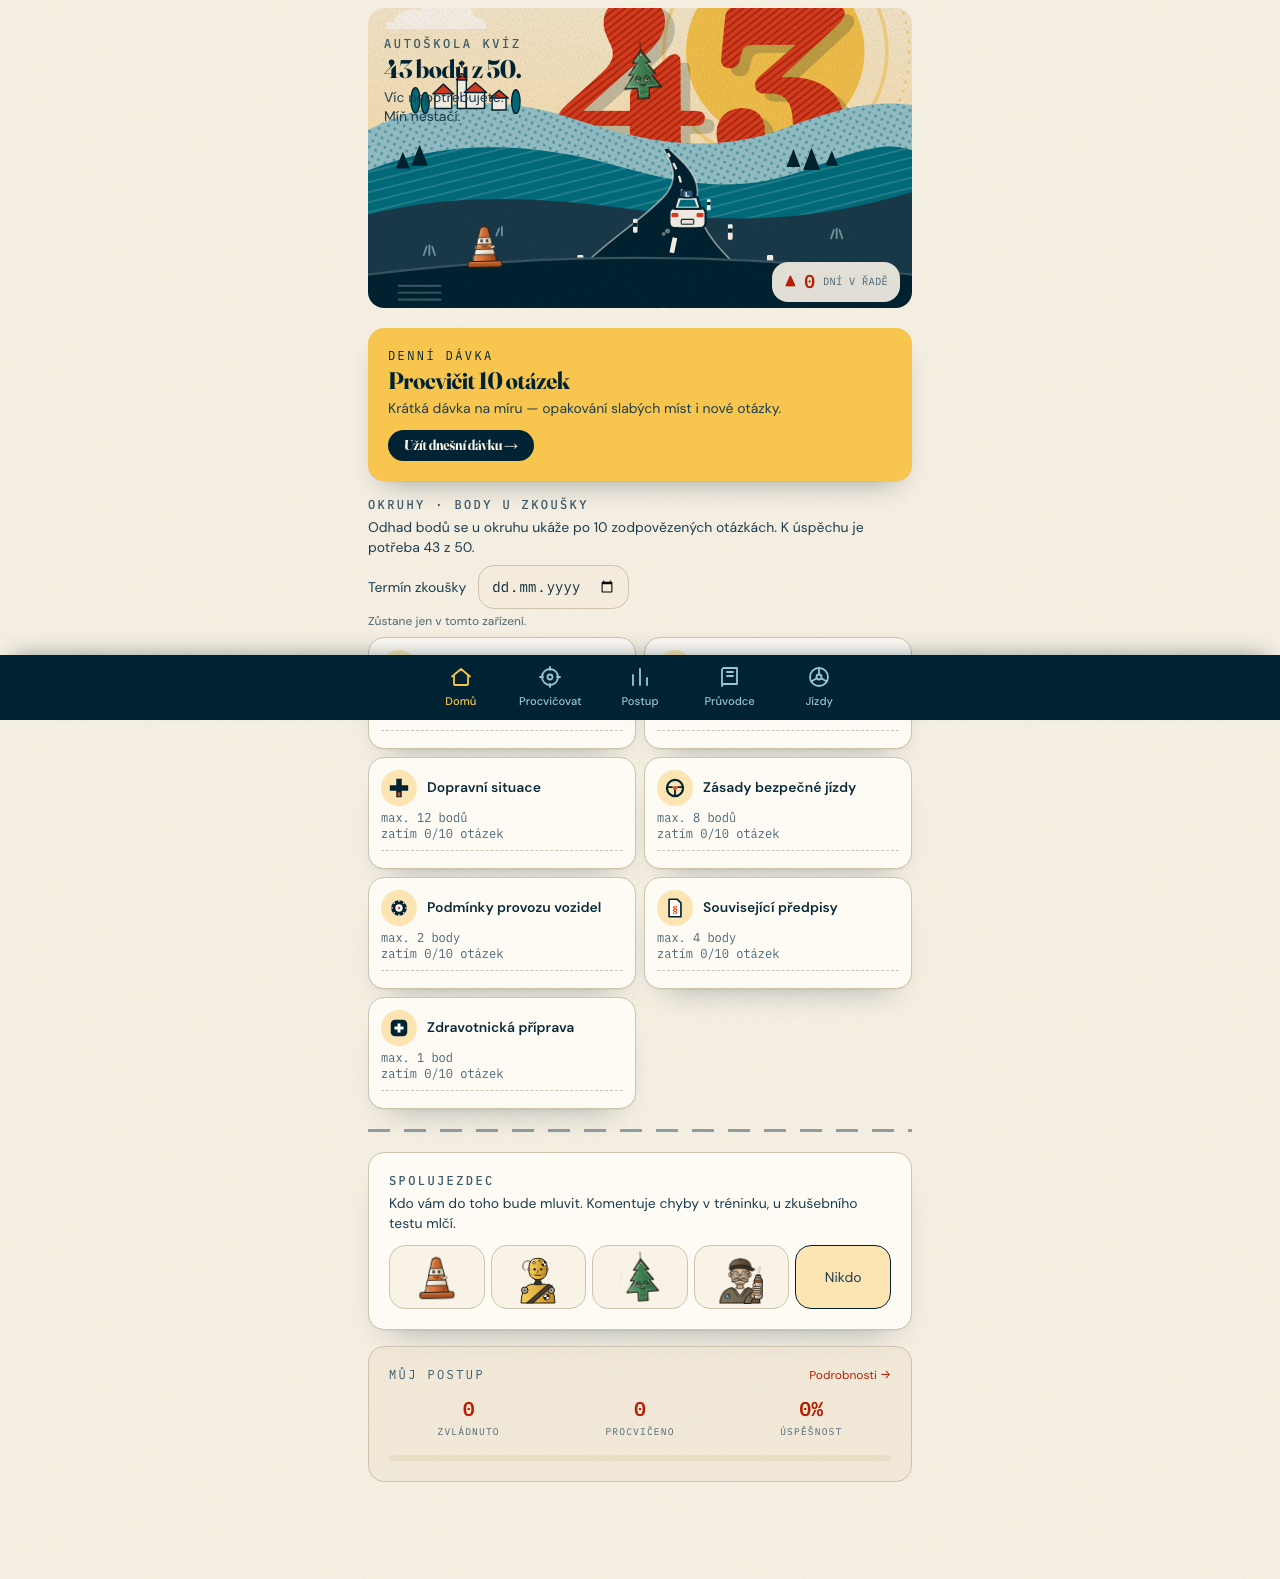 AUTOŠKOLA KVÍZ
43 bodů z 50.
Víc nepotřebujete.
Míň nestačí.
43
L
0 DNÍ V ŘADĚ
DENNÍ DÁVKA
Procvičit 10 otázek
Krátká dávka na míru — opakování slabých míst i nové otázky.
Užít dnešní dávku →
OKRUHY · BODY U ZKOUŠKY
Odhad bodů se u okruhu ukáže po 10 zodpovězených otázkách. K úspěchu je
potřeba 43 z 50.
Termín zkoušky dd.mm.yyyy
Zůstane jen v tomto zařízení.
Domů
Procvičovat
Postup
Průvodce
Jízdy
Dopravní situace
max. 12 bodů
zatím 0/10 otázek
Zásady bezpečné jízdy
max. 8 bodů
zatím 0/10 otázek
Podmínky provozu vozidel
max. 2 body
zatím 0/10 otázek
§
Související předpisy
max. 4 body
zatím 0/10 otázek
Zdravotnická příprava
max. 1 bod
zatím 0/10 otázek
SPOLUJEZDEC
Kdo vám do toho bude mluvit. Komentuje chyby v tréninku, u zkušebního
testu mlčí.
Nikdo
MŮJ POSTUP
Podrobnosti →
0
ZVLÁDNUTO
0
PROCVIČENO
0%
ÚSPĚŠNOST